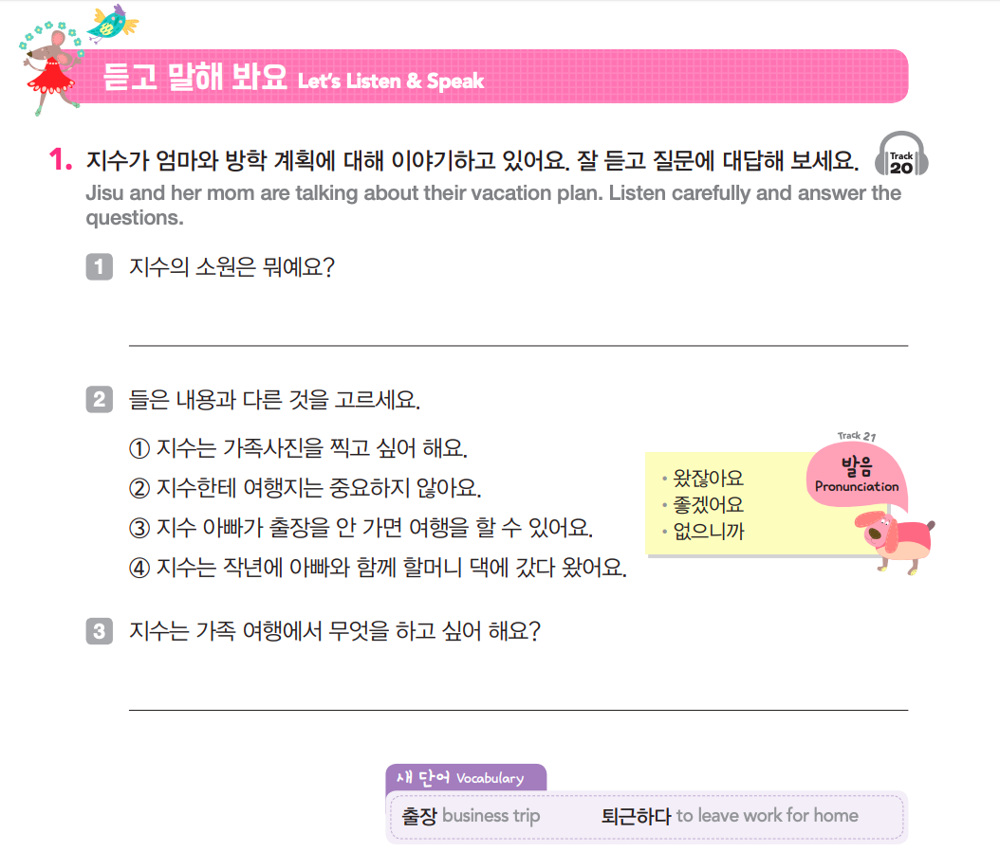 듣고 말해 봐요 Let's Listen & Speak
1. 지수가 엄마와 방학 계획에 대해 이야기하고 있어요. 잘 듣고 질문에 대답해 보세요.
Track
20
Jisu and her mom are talking about their vacation plan. Listen carefully and answer the
questions.
1 지수의 소원은 뭐예요?
2 들은 내용과 다른 것을 고르세요.
① 지수는 가족사진을 찍고 싶어 해요.
② 지수한테 여행지는 중요하지 않아요.
③ 지수 아빠가 출장을 안 가면 여행을 할 수 있어요.
④ 지수는 작년에 아빠와 함께 할머니 댁에 갔다 왔어요.
Track 21
발음
Pronunciation
• 왔잖아요
• 좋겠어요
• 없으니까
3 지수는 가족 여행에서 무엇을 하고 싶어 해요?
새 단어 Vocabulary
출장 business trip 퇴근하다 to leave work for home